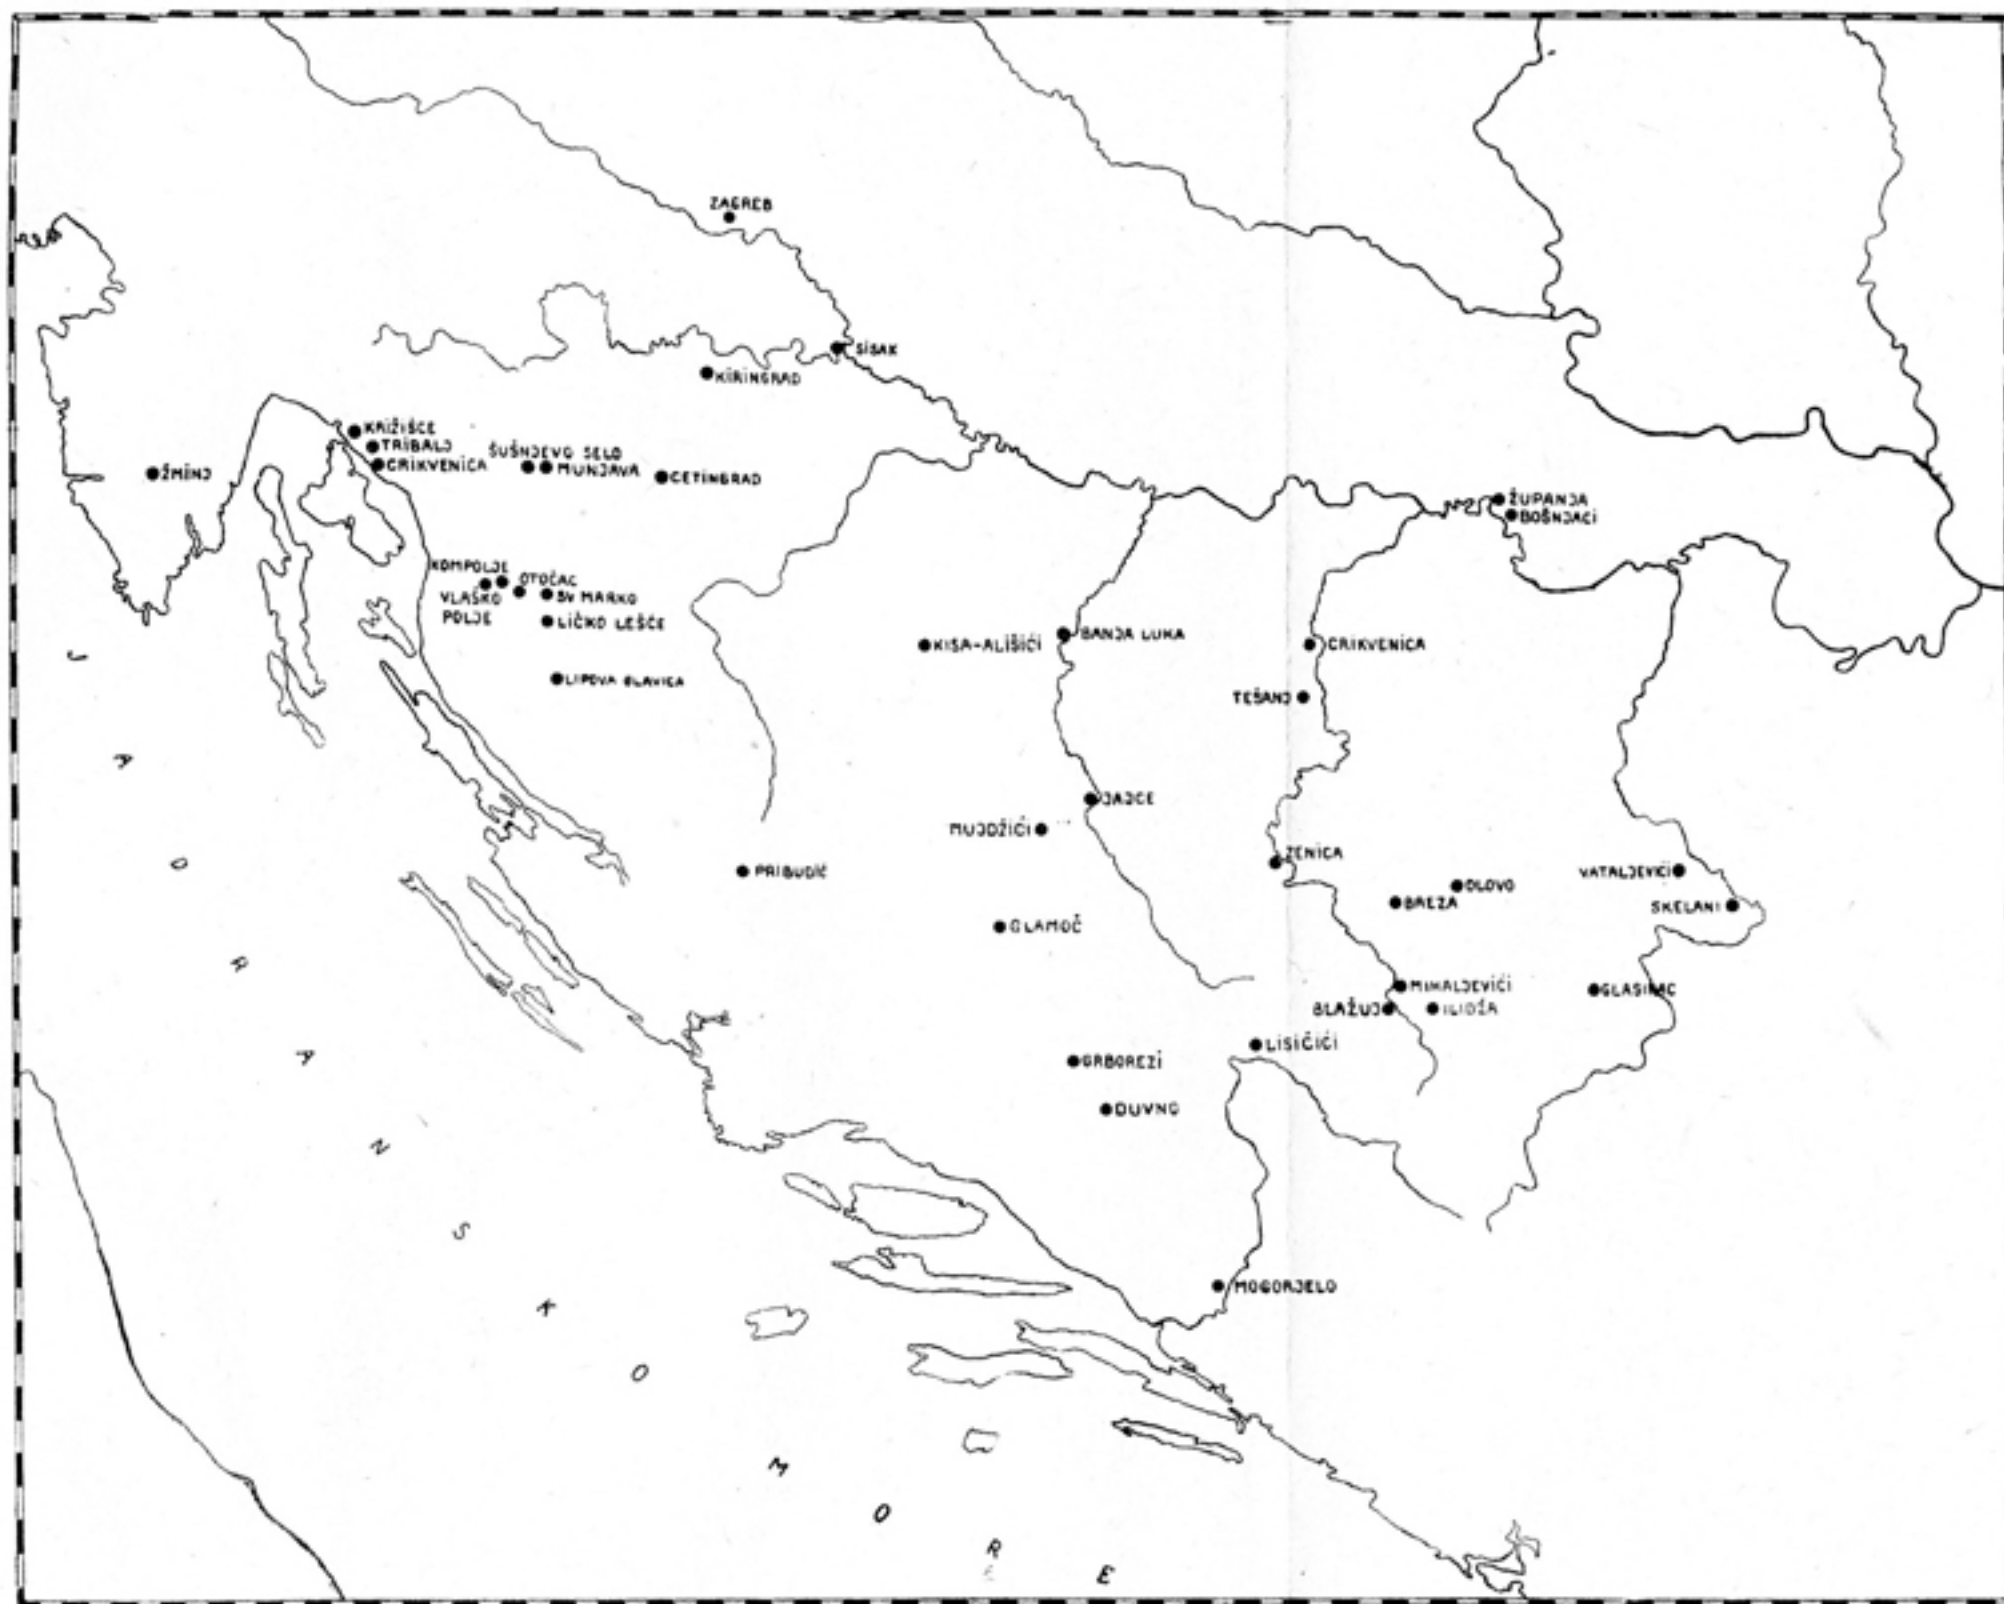 ZAGREB
SISAK
KIRINGRAD
KRIŽIŠĆE
TRIBALJ
CRIKVENICA
ŠUŠNJEVO SELO
MUNJAVA
CETINGRAD
ŽMINJ
ŽUPANJA
BOŠNJACI
KOMPOLJE
OTOČAC
VLAŠKO
POLJE
SV MARKO
LIČKO LEŠĆE
KISA-ALIŠIĆI
BANJA LUKA
CRIKVENICA
LIPOVA GLAVICA
TEŠANJ
JAJCE
MUJDŽIĆI
ZENICA
PRIBUDIĆ
OLOVO
VATALJEVIĆI
BREZA
SKELANI
GLAMOČ
MIHALJEVIĆI
GLASINAC
BLAŽUJ
ILIDŽA
LISIČIĆI
GRBOREZI
DUVNO
MOGORJELO
JADRANSKO MORE